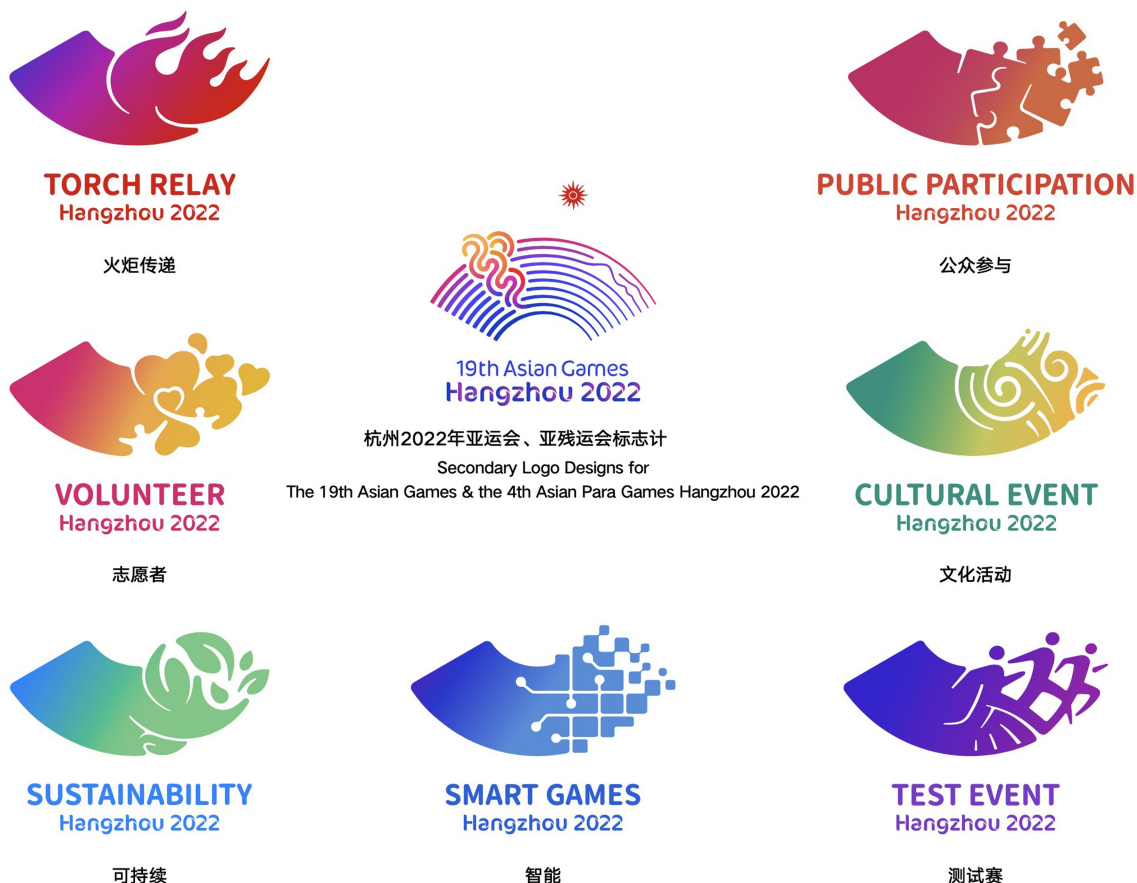 TORCH RELAY
Hangzhou 2022
火炬传递
PUBLIC PARTICIPATION
Hangzhou 2022
公众参与
19th Asian Games
Hangzhou 2022
杭州2022年亚运会、亚残运会标志计
Secondary Logo Designs for
The 19th Asian Games & the 4th Asian Para Games Hangzhou 2022
VOLUNTEER
Hangzhou 2022
志愿者
CULTURAL EVENT
Hangzhou 2022
文化活动
SUSTAINABILITY
Hangzhou 2022
可持续
SMART GAMES
Hangzhou 2022
智能
TEST EVENT
Hangzhou 2022
测试赛